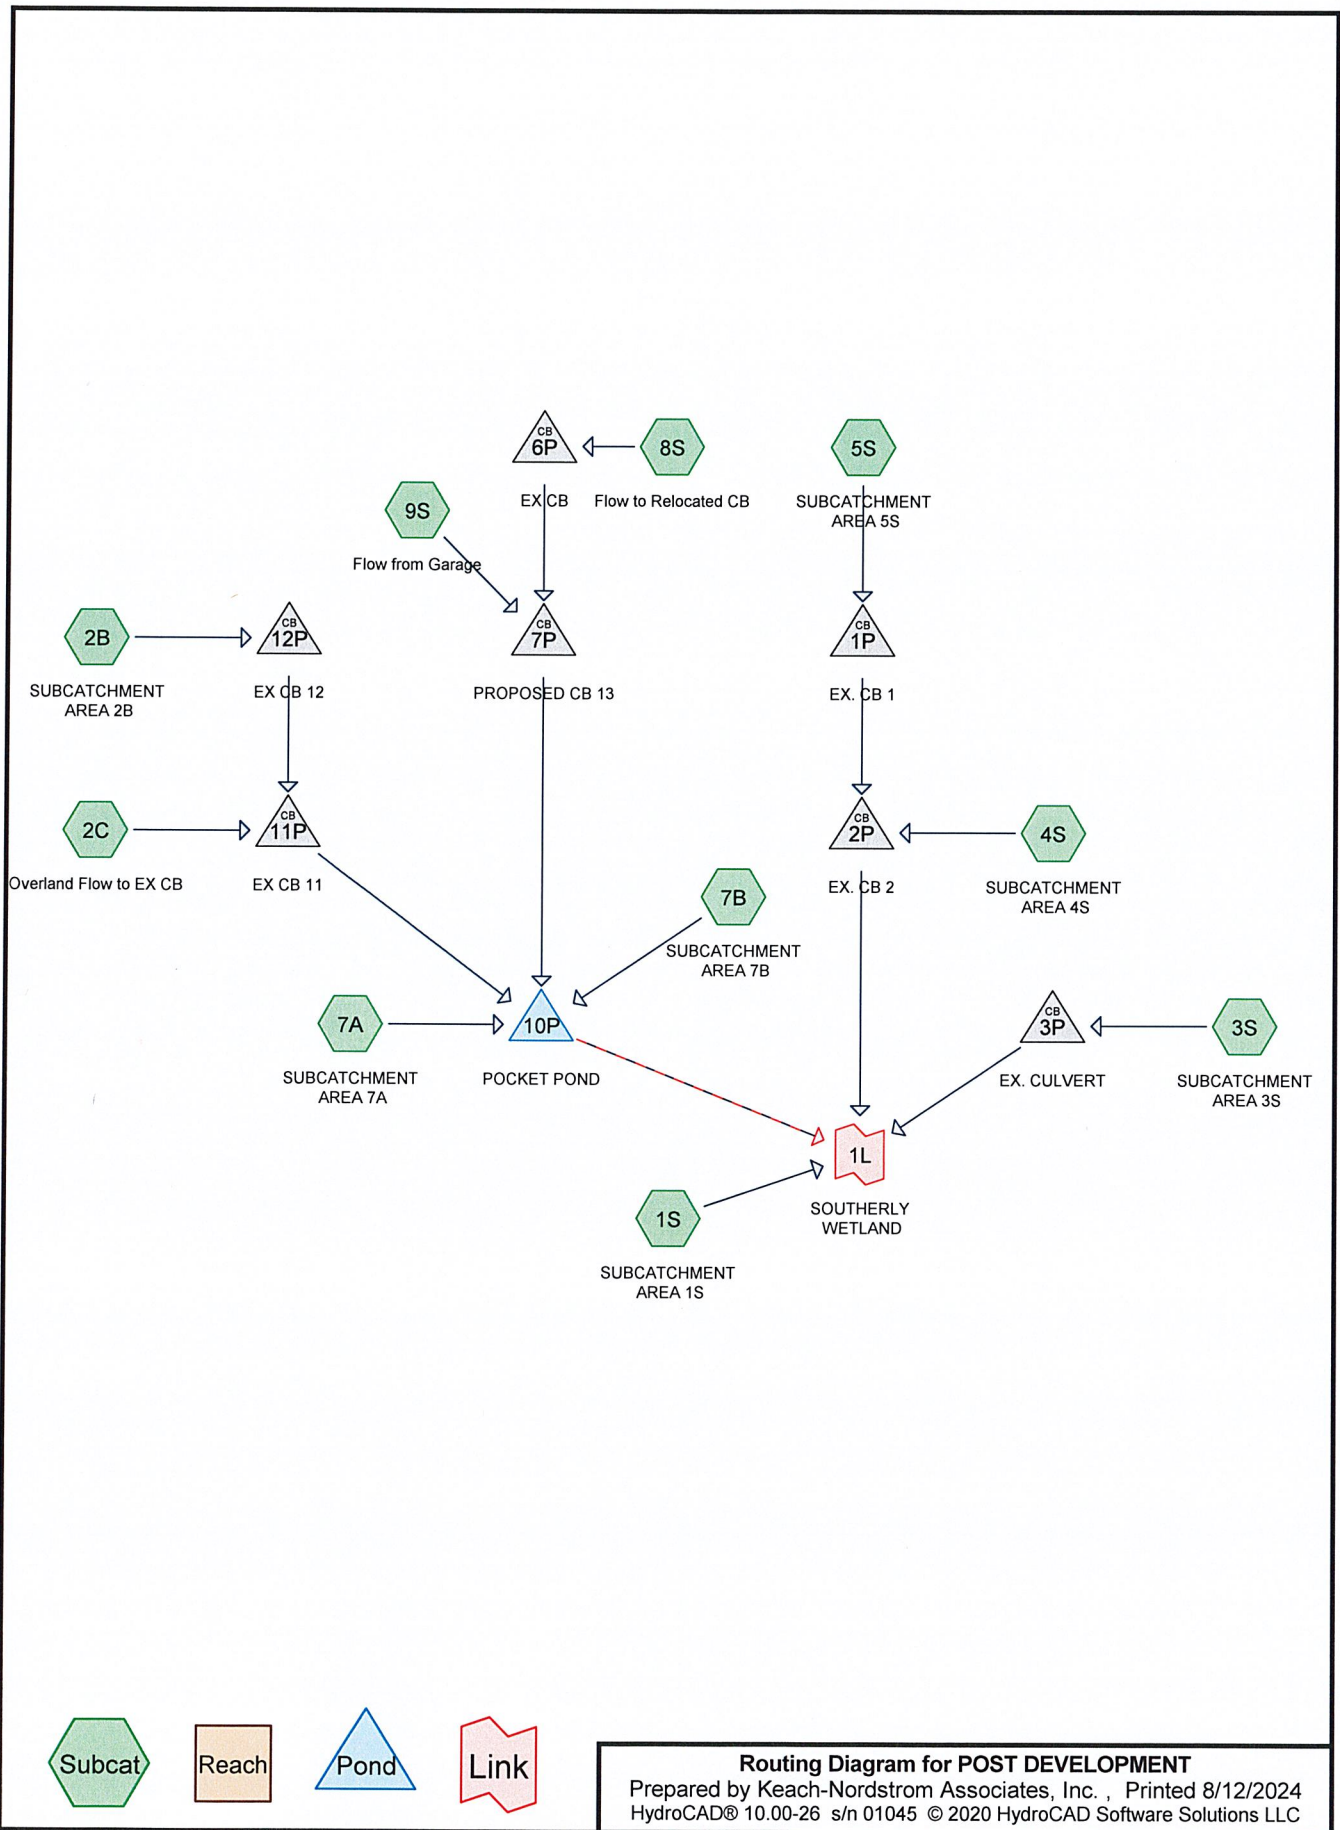 CB
6P
8S
5S
EX CB
Flow to Relocated CB
SUBCATCHMENT
AREA 5S
9S
Flow from Garage
2B
CB
12P
CB
7P
CB
1P
SUBCATCHMENT
AREA 2B
EX CB 12
PROPOSED CB 13
EX. CB 1
2C
CB
11P
CB
2P
4S
Overland Flow to EX CB
EX CB 11
EX. CB 2
SUBCATCHMENT
AREA 4S
7B
SUBCATCHMENT
AREA 7B
7A
10P
CB
3P
3S
SUBCATCHMENT
AREA 7A
POCKET POND
EX. CULVERT
SUBCATCHMENT
AREA 3S
1L
SOUTHERLY
WETLAND
1S
SUBCATCHMENT
AREA 1S
Subcat
Reach
Pond
Link
Routing Diagram for POST DEVELOPMENT
Prepared by Keach-Nordstrom Associates, Inc. , Printed 8/12/2024
HydroCAD® 10.00-26 s/n 01045 © 2020 HydroCAD Software Solutions LLC